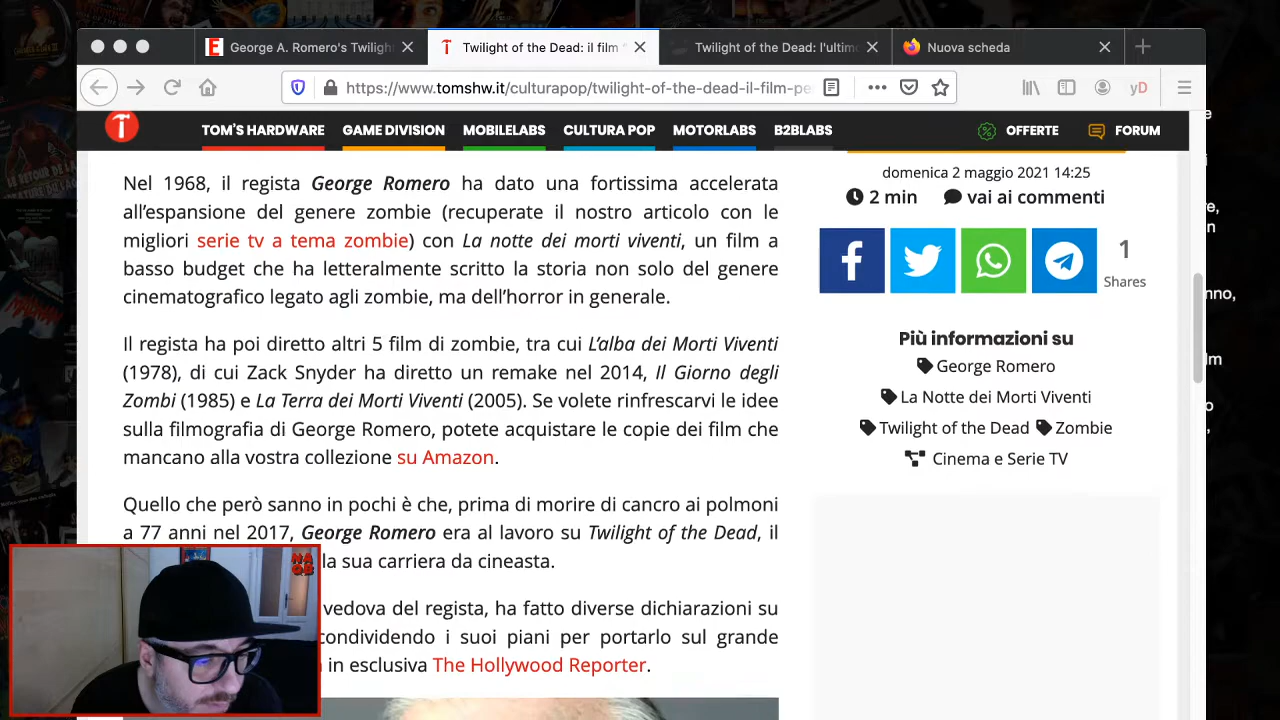 George A. Romero's Twiligh
Twilight of the Dead: il film
Twilight of the Dead: l'ultim
Nuova scheda
https://www.tomshw.it/culturapop/twilight-of-the-dead-il-film-pe
TOM'S HARDWARE
GAME DIVISION
MOBILELABS
CULTURA POP
MOTORLABS
B2BLABS
OFFERTE
FORUM
Nel 1968, il regista George Romero ha dato una fortissima accelerata
all'espansione del genere zombie (recuperate il nostro articolo con le
migliori serie tv a tema zombie) con La notte dei morti viventi, un film a
basso budget che ha letteralmente scritto la storia non solo del genere
cinematografico legato agli zombie, ma dell'horror in generale.
Il regista ha poi diretto altri 5 film di zombie, tra cui L'alba dei Morti Viventi
(1978), di cui Zack Snyder ha diretto un remake nel 2014, Il Giorno degli
Zombi (1985) e La Terra dei Morti Viventi (2005). Se volete rinfrescarvi le idee
sulla filmografia di George Romero, potete acquistare le copie dei film che
mancano alla vostra collezione su Amazon.
Quello che però sanno in pochi è che, prima di morire di cancro ai polmoni
a 77 anni nel 2017, George Romero era al lavoro su Twilight of the Dead, il
la sua carriera da cineasta.
vedova del regista, ha fatto diverse dichiarazioni su
condividendo i suoi piani per portarlo sul grande
in esclusiva The Hollywood Reporter.
domenica 2 maggio 2021 14:25
2 min
vai ai commenti
1
Shares
Più informazioni su
George Romero
La Notte dei Morti Viventi
Twilight of the Dead
Zombie
Cinema e Serie TV